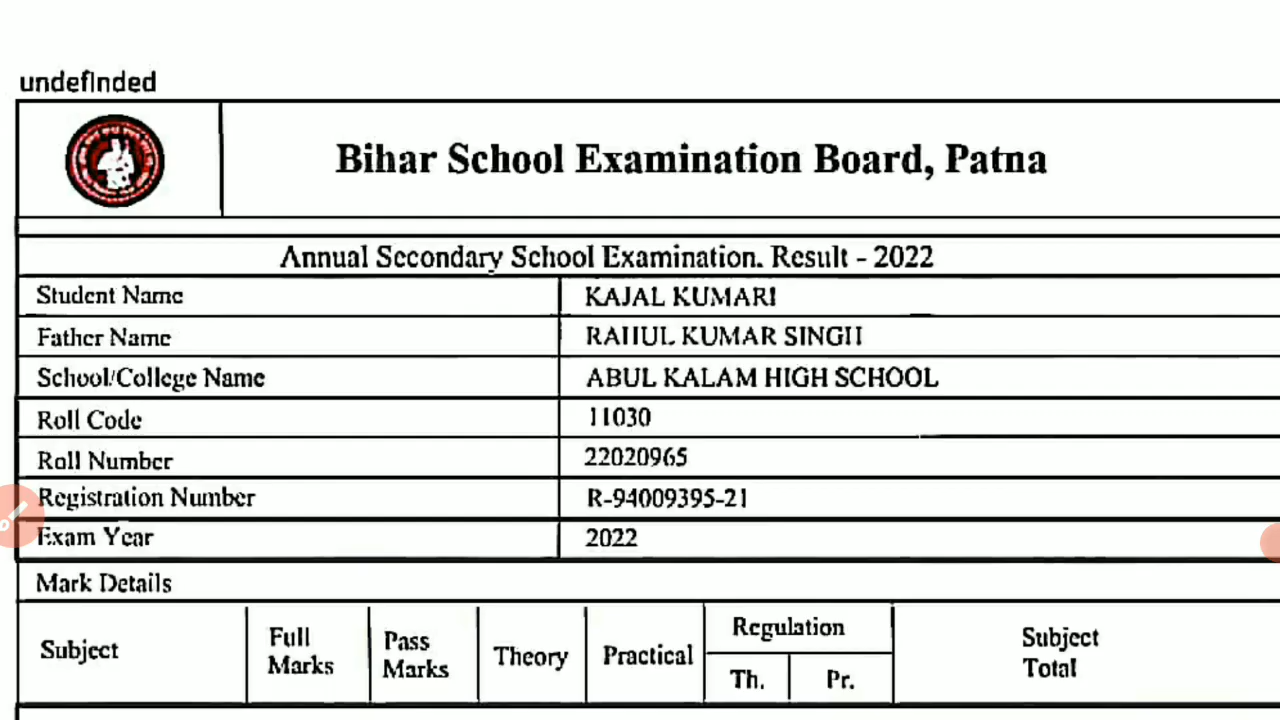 undefinded
Bihar School Examination Board, Patna
Annual Secondary School Examination. Result - 2022
Student Name KAJAL KUMARI
Father Name RAHUL KUMAR SINGH
School/College Name ABUL KALAM HIGH SCHOOL
Roll Code 11030
Roll Number 22020965
Registration Number R-94009395-21
Exam Year 2022
Mark Details
Subject Full Marks Pass Marks Theory Practical Regulation Subject Total
Th. Pr.